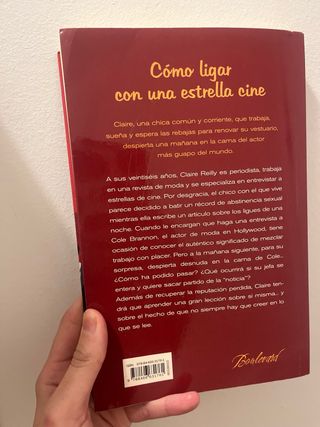 Cómo ligar
con una estrella cine
Claire, una chica común y corriente, que trabaja,
sueña y espera las rebajas para renovar su vestuario,
despierta una mañana en la cama del actor
más guapo del mundo.
A sus veintiséis años, Claire Reilly es periodista, trabaja
en una revista de moda y se especializa en entrevistar a
estrellas de cine. Por desgracia, el chico con el que vive
parece decidido a batir un récord de abstinencia sexual
mientras ella escribe un artículo sobre los ligues de una
noche. Cuando le encargan que haga una entrevista a
Cole Brannon, el actor de moda en Hollywood, tiene
ocasión de conocer el auténtico significado de mezclar
trabajo con placer. Pero a la mañana siguiente, para su
sorpresa, despierta desnuda en la cama de Cole...
¿Cómo ha podido pasar? ¿Qué ocurrirá si su jefa se
entera y quiere sacar partido de la "noticia"?
Además de recuperar la reputación perdida, Claire ten-
drá que aprender una gran lección sobre sí misma.. y
sobre el hecho de que no siempre hay que creer en lo
que se lee.
Boulevard